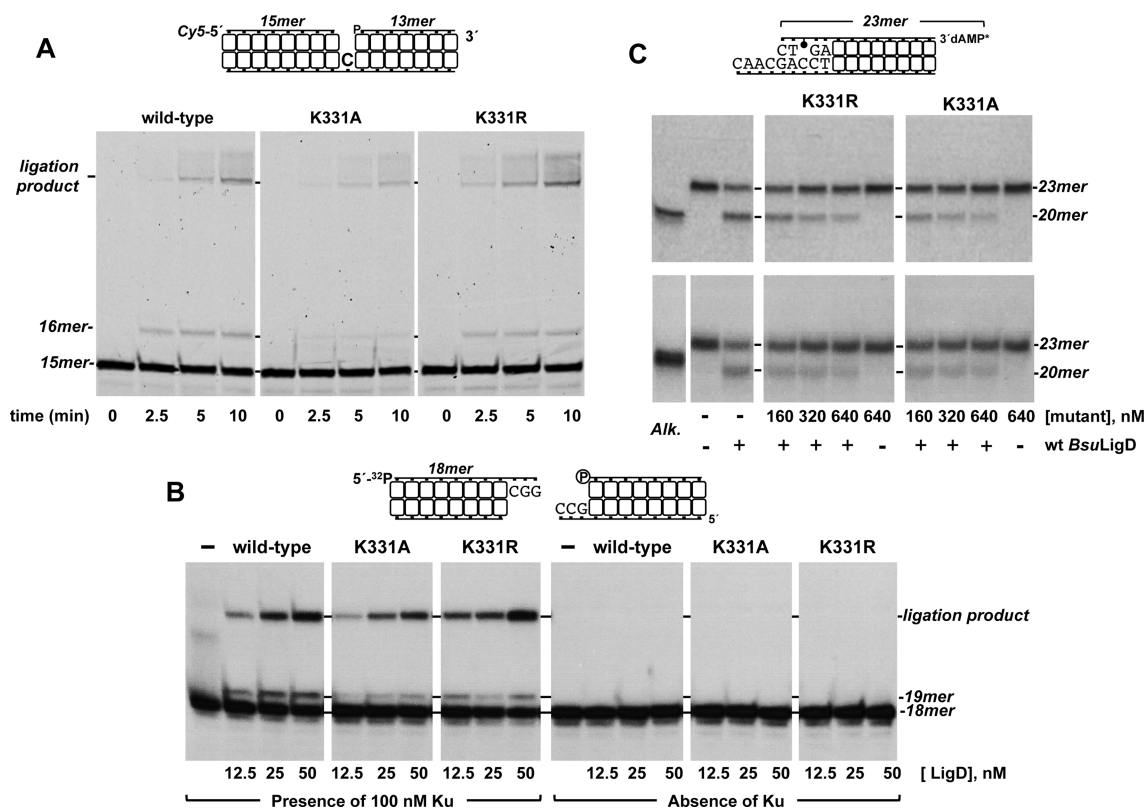 A
Cy5-5´
15mer
P
13mer
3´
C
wild-type
K331A
K331R
ligation
product
16mer-
15mer-
time (min)
0 2.5 5 10
0 2.5 5 10
0 2.5 5 10
C
23mer
3´dAMP*
CT GA
CAACGACCT
K331R
K331A
-23mer
-20mer
-23mer
-20mer
Alk.
- - 160 320 640 640 160 320 640 640 [mutant], nM
- + + + + - + + + - wt BsuLigD
B
5´-³²P
18mer
CGG
P
CCG
5´
- wild-type K331A K331R - wild-type K331A K331R
-ligation product
-19mer
-18mer
12.5 25 50 12.5 25 50 12.5 25 50 12.5 25 50 12.5 25 50 12.5 25 50 [ LigD], nM
Presence of 100 nM Ku
Absence of Ku